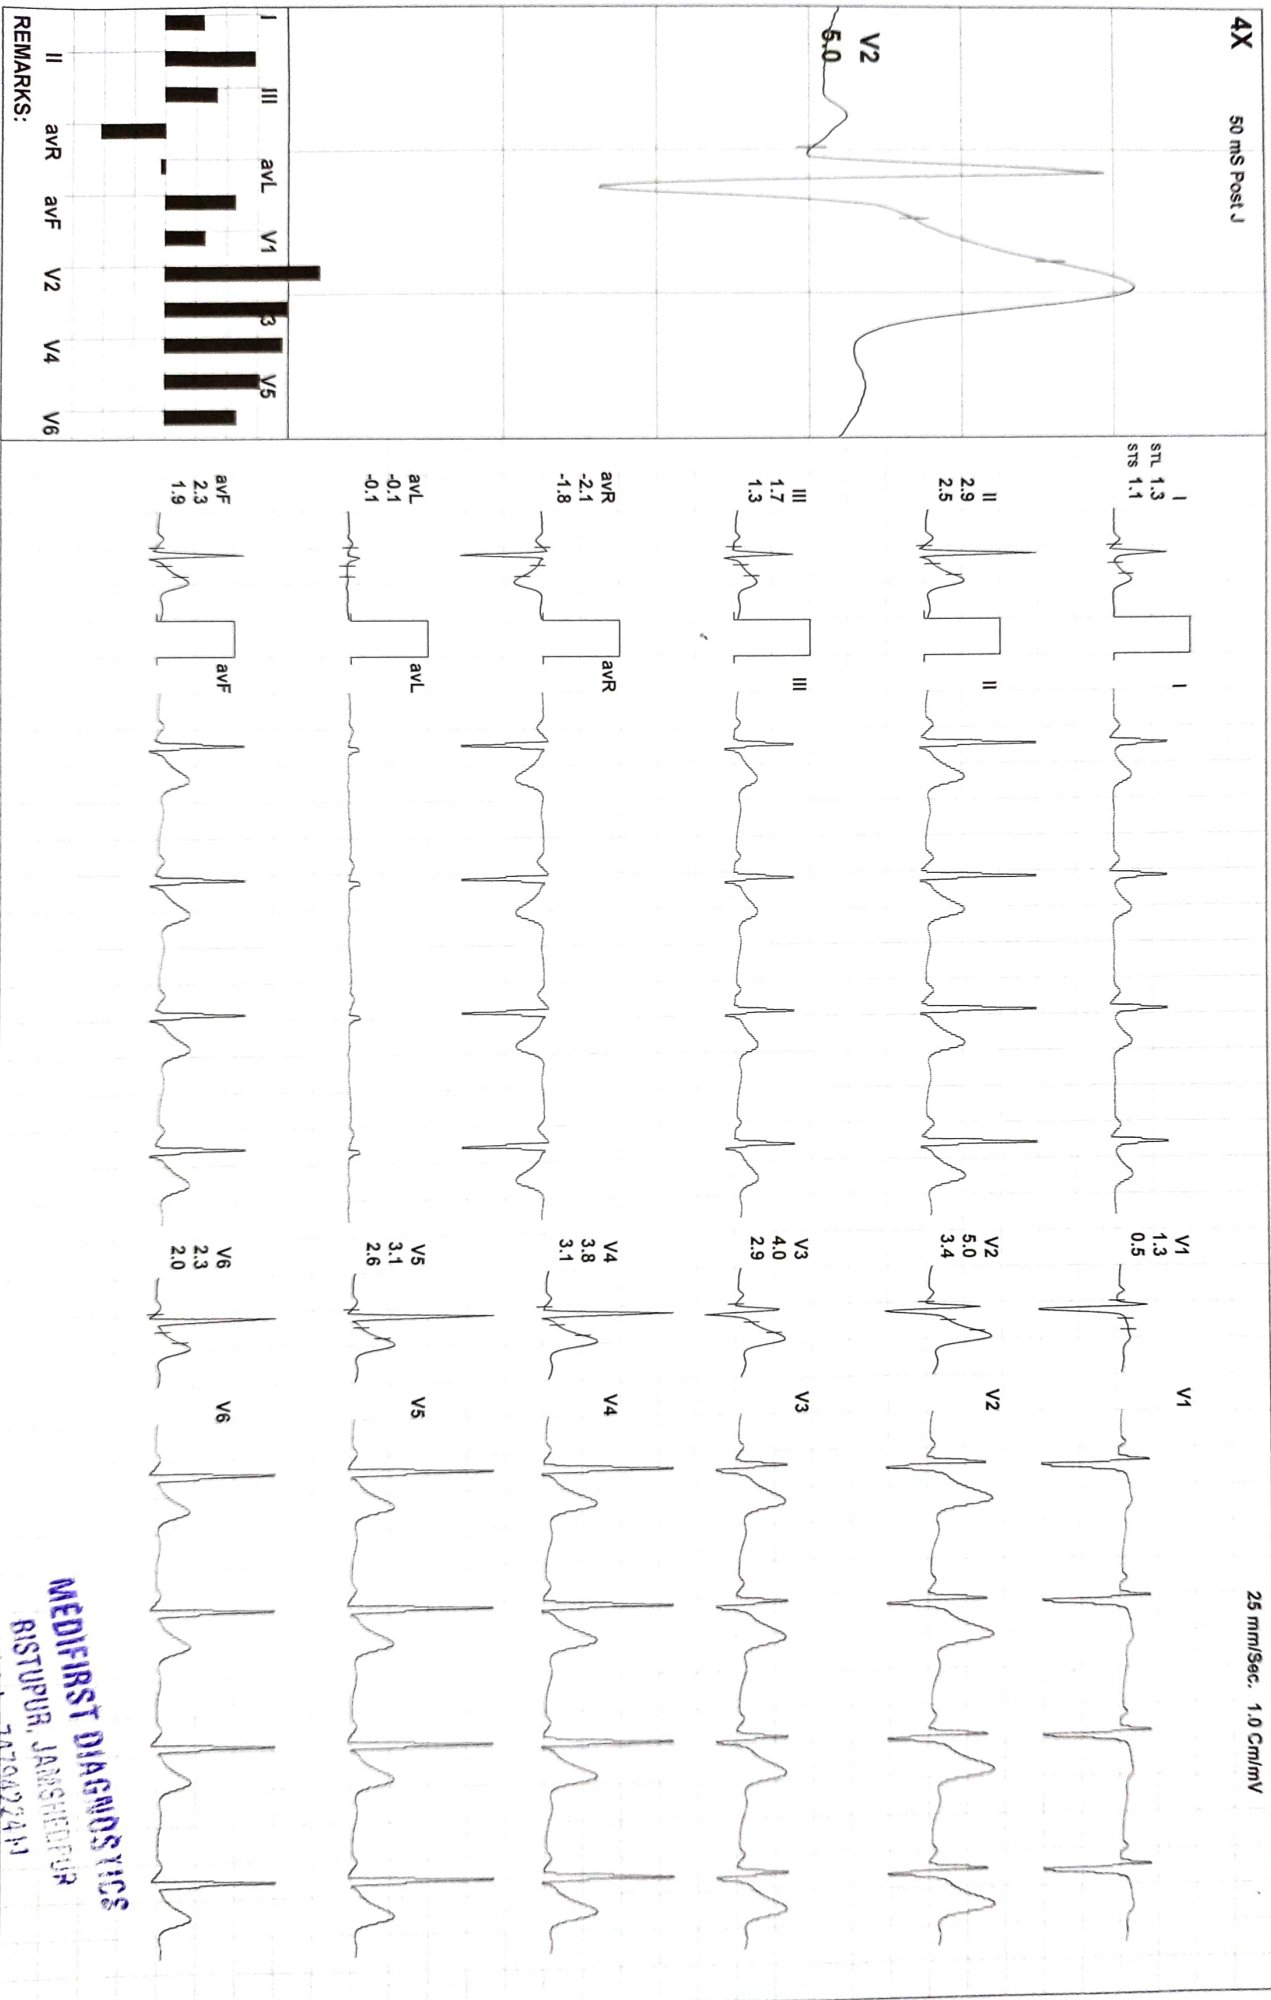 4X 50 mS Post J
25 mm/Sec. 1.0 Cm/mV
V2
5.0
I III avL V1 3 V5
II avR avF V2 V4 V6
REMARKS:
I
STL 1.3
STS 1.1
I
V1
1.3
0.5
V1
II
2.9
2.5
II
V2
5.0
3.4
V2
III
1.7
1.3
III
V3
4.0
2.9
V3
avR
-2.1
-1.8
avR
V4
3.8
3.1
V4
avL
-0.1
-0.1
avL
V5
3.1
2.6
V5
avF
2.3
1.9
avF
V6
2.3
2.0
V6
MEDIFIRST DIAGNOSTICS
BISTUPUR, JAMSHEDPUR